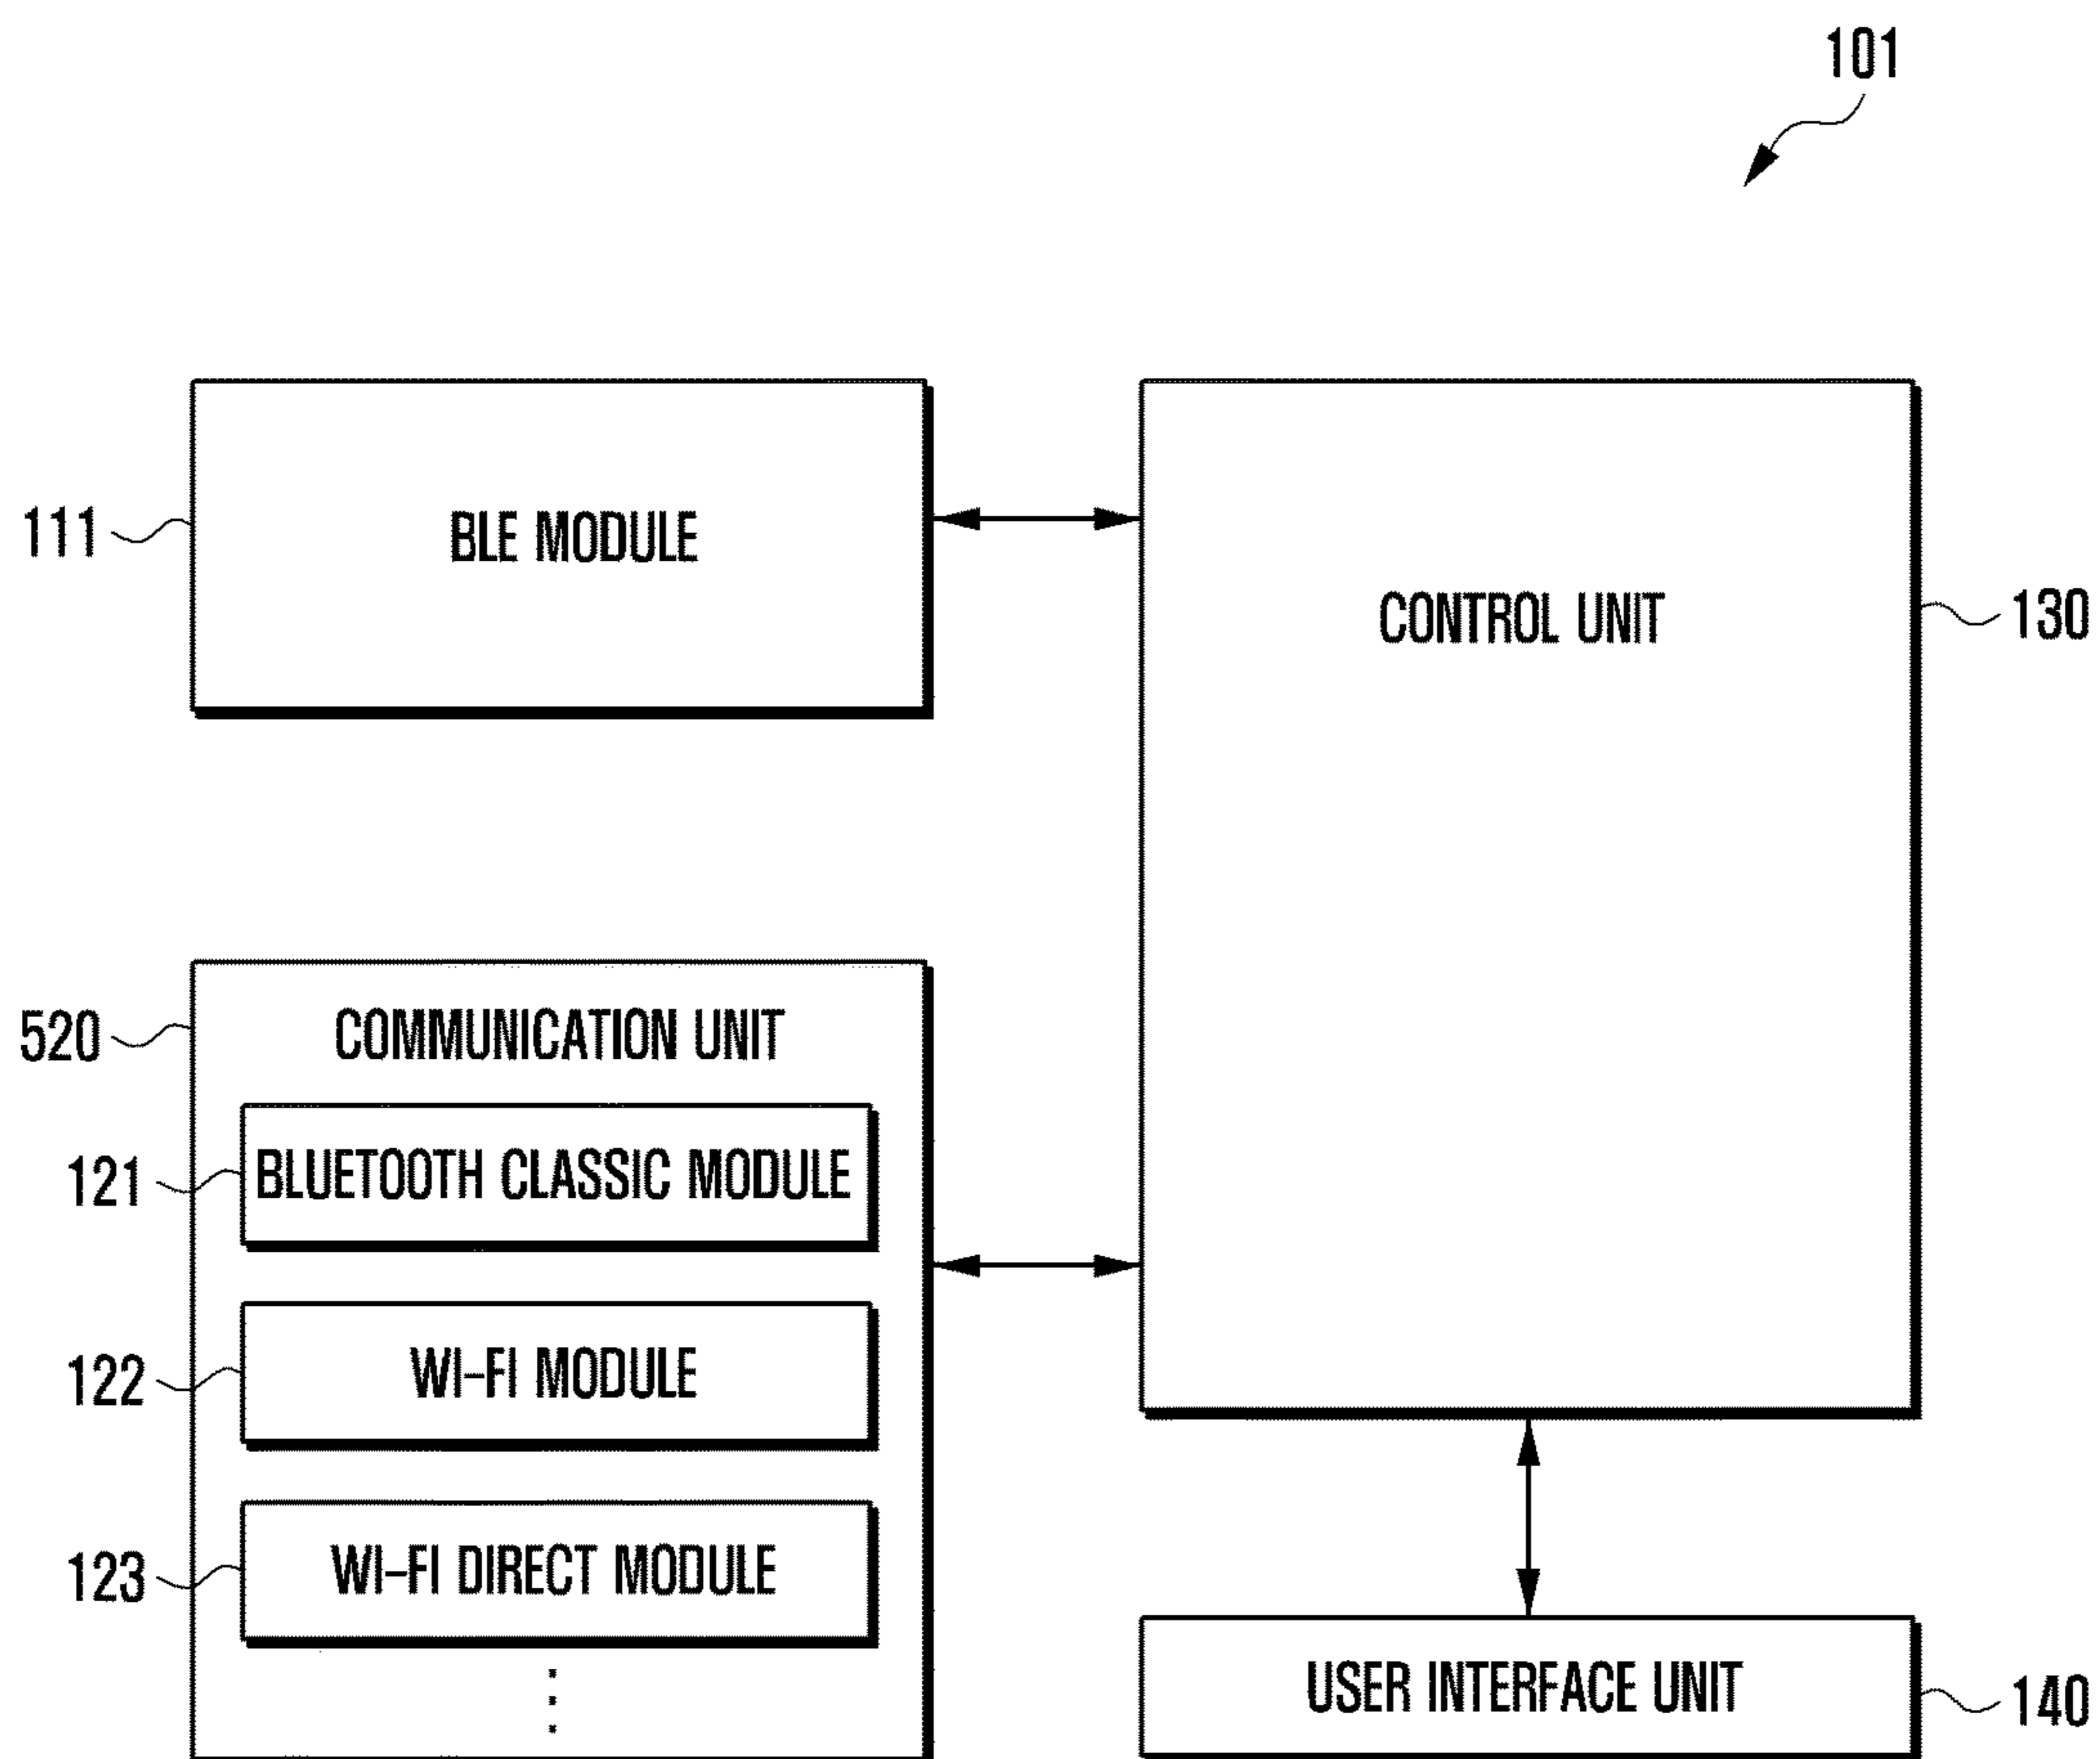 101
111
BLE MODULE
CONTROL UNIT
130
520
COMMUNICATION UNIT
121
BLUETOOTH CLASSIC MODULE
122
WI-FI MODULE
123
WI-FI DIRECT MODULE
USER INTERFACE UNIT
140